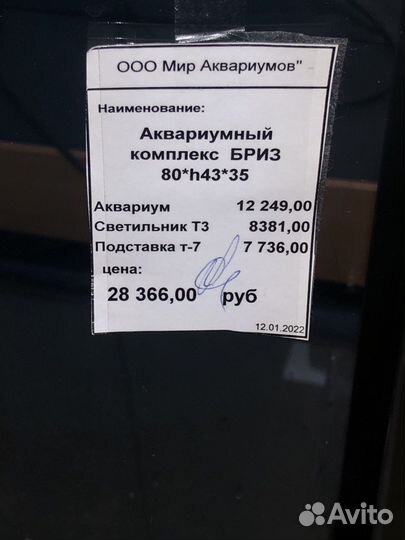 ООО Мир Аквариумов"
Наименование:
Аквариумный
комплекс БРИЗ
80*h43*35
Аквариум 12 249,00
Светильник Т3 8381,00
Подставка т-7 7 736,00
цена:
28 366,00 руб
12.01.2022
Avito